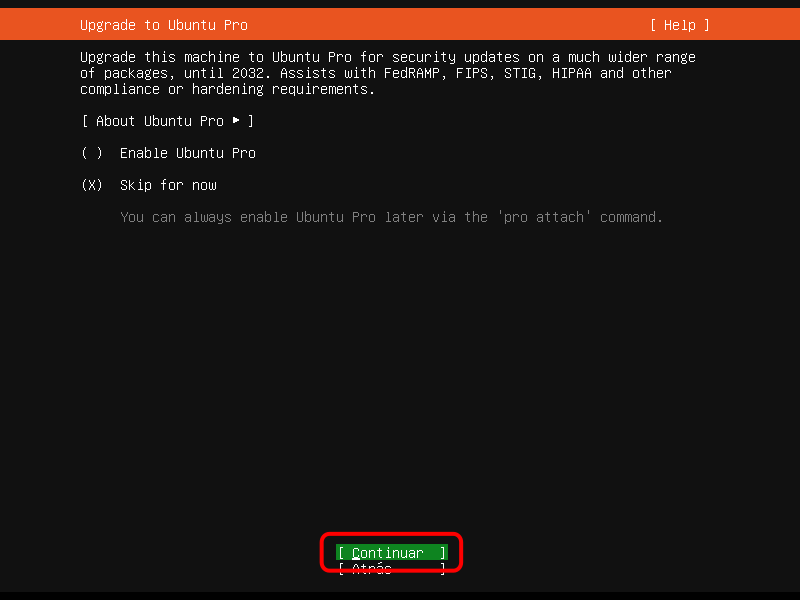 Upgrade to Ubuntu Pro [ Help ]
Upgrade this machine to Ubuntu Pro for security updates on a much wider range
of packages, until 2032. Assists with FedRAMP, FIPS, STIG, HIPAA and other
compliance or hardening requirements.
[ About Ubuntu Pro ► ]
( ) Enable Ubuntu Pro
(X) Skip for now
You can always enable Ubuntu Pro later via the 'pro attach' command.
[ Continuar ]
[ Atrás ]